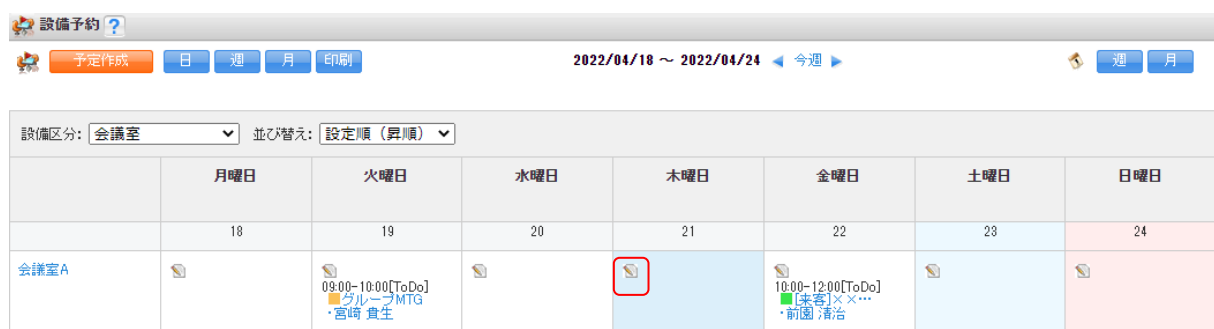 設備予約 ?
予定作成 日 週 月 印刷 2022/04/18 ～ 2022/04/24 今週 週 月
設備区分: 会議室 並び替え: 設定順（昇順）
月曜日 火曜日 水曜日 木曜日 金曜日 土曜日 日曜日
18 19 20 21 22 23 24
会議室A
09:00-10:00[ToDo]
グループMTG
・宮崎 貴生
10:00-12:00[ToDo]
[来客]××…
・前園 清治